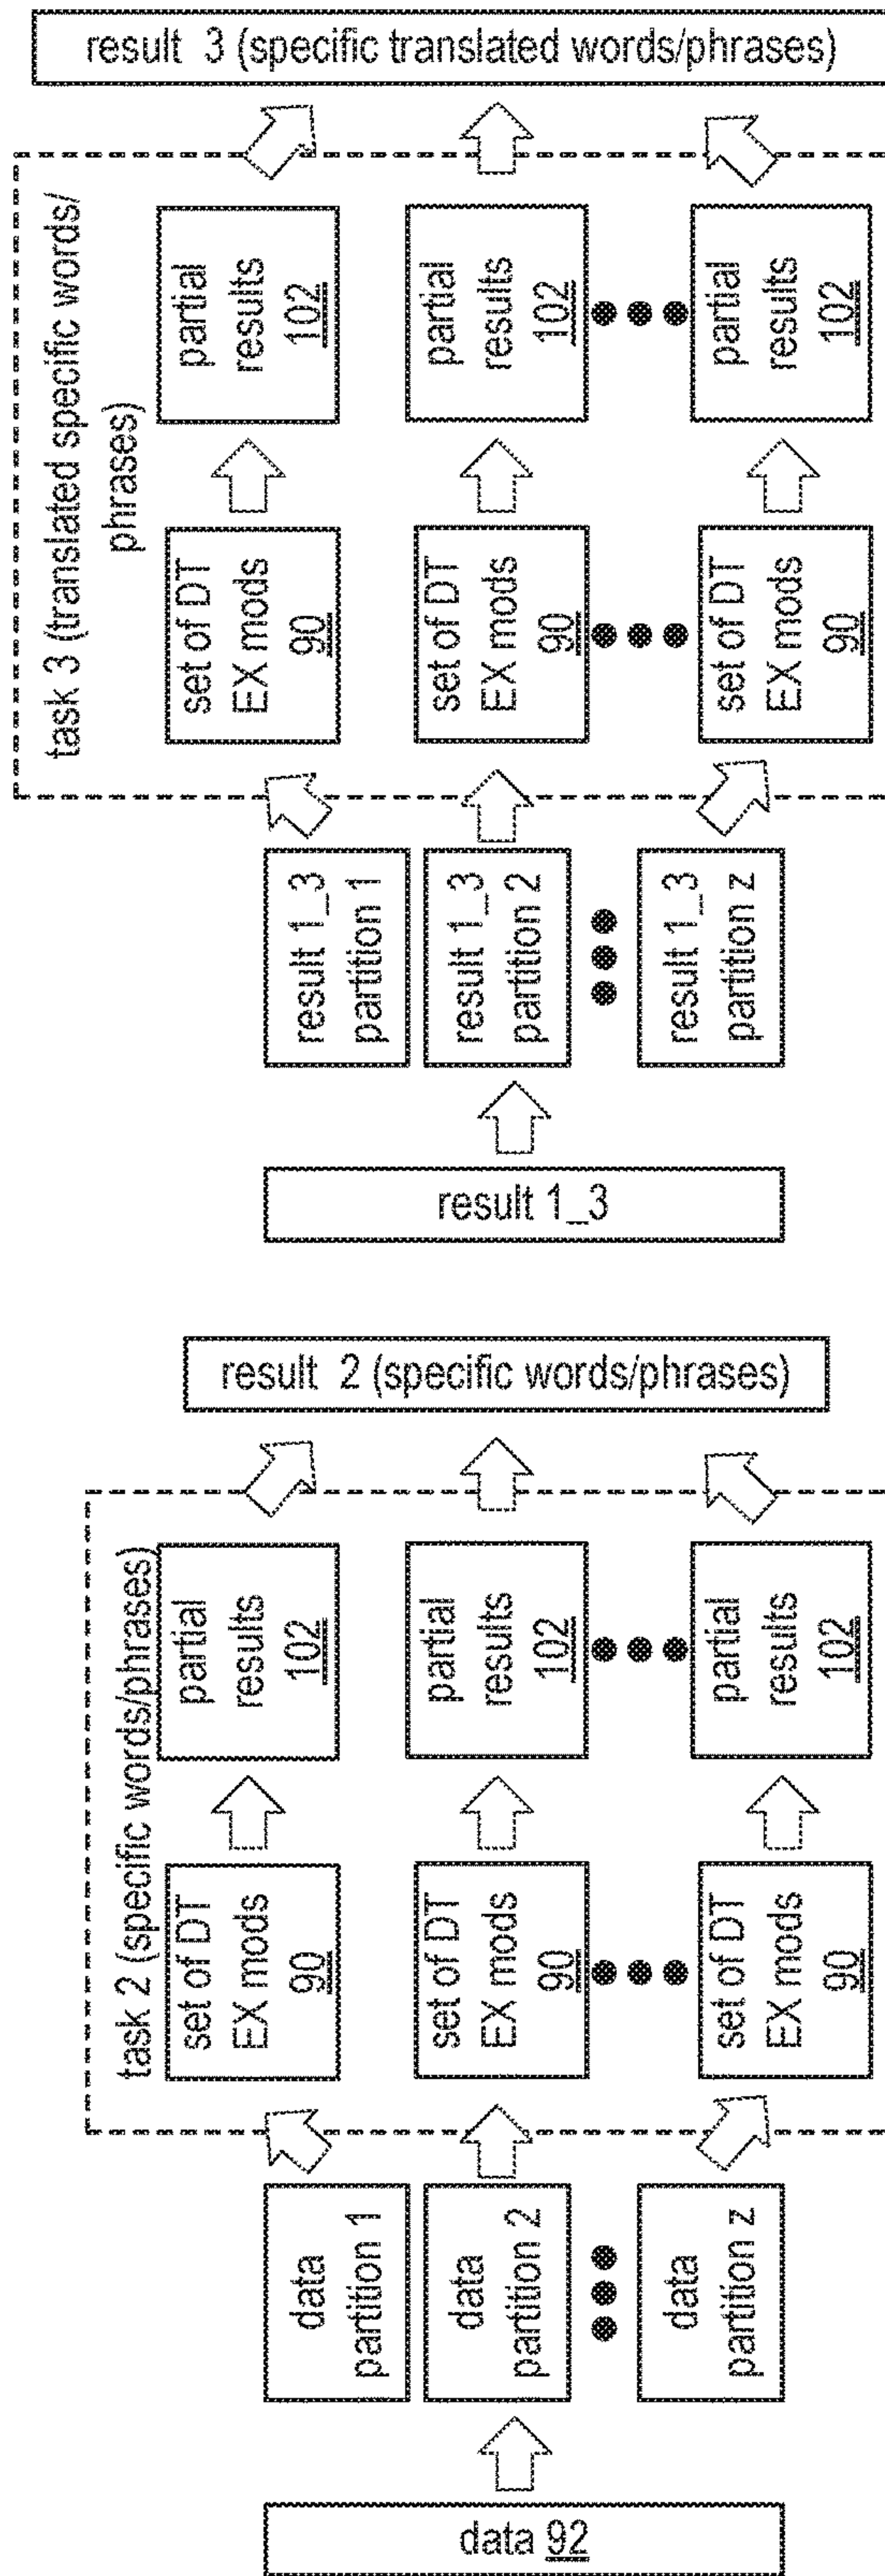 task 2 (specific words/phrases)
data 92
data
partition 1
data
partition 2
data
partition z
set of DT
EX mods
90
set of DT
EX mods
90
set of DT
EX mods
90
partial
results
102
partial
results
102
partial
results
102
result 2 (specific words/phrases)
task 3 (translated specific words/
phrases)
result 1_3
result 1_3
partition 1
result 1_3
partition 2
result 1_3
partition z
set of DT
EX mods
90
set of DT
EX mods
90
set of DT
EX mods
90
partial
results
102
partial
results
102
partial
results
102
result 3 (specific translated words/phrases)